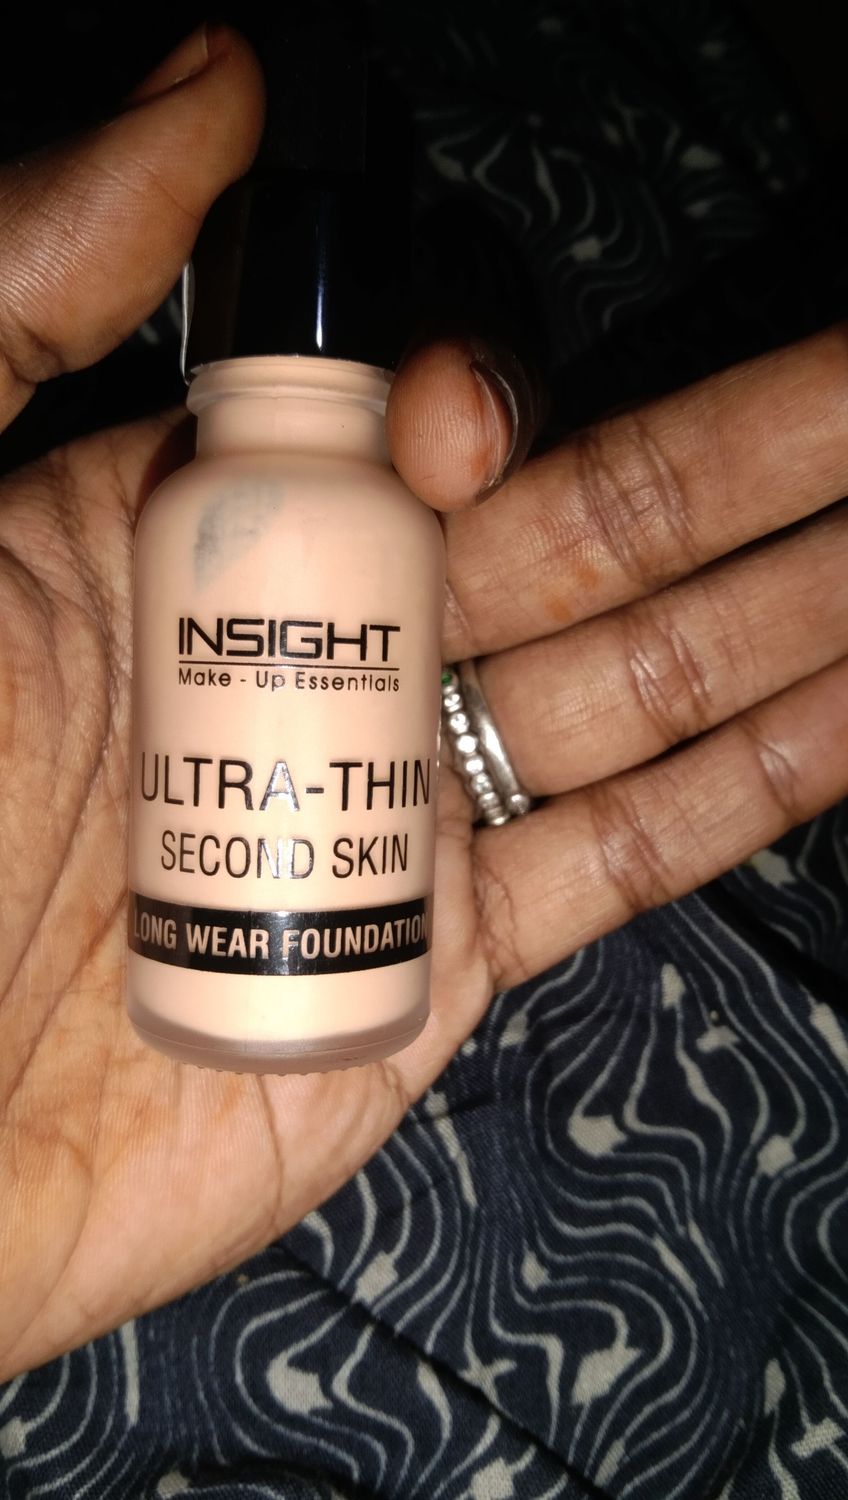 INSIGHT
Make - Up Essentials
ULTRA-THIN
SECOND SKIN
LONG WEAR FOUNDATION